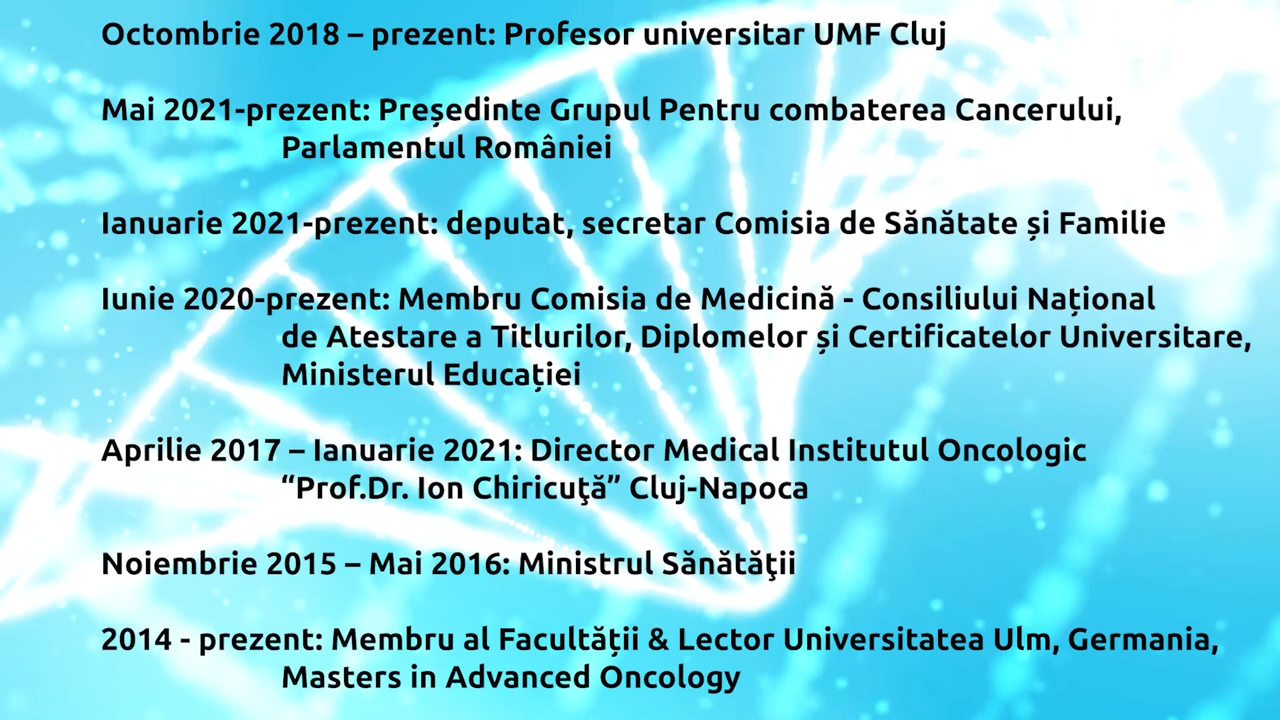 Octombrie 2018 – prezent: Profesor universitar UMF Cluj
Mai 2021-prezent: Președinte Grupul Pentru combaterea Cancerului,
Parlamentul României
Ianuarie 2021-prezent: deputat, secretar Comisia de Sănătate și Familie
Iunie 2020-prezent: Membru Comisia de Medicină - Consiliului Național
de Atestare a Titlurilor, Diplomelor și Certificatelor Universitare,
Ministerul Educației
Aprilie 2017 – Ianuarie 2021: Director Medical Institutul Oncologic
“Prof.Dr. Ion Chiricuţă” Cluj-Napoca
Noiembrie 2015 – Mai 2016: Ministrul Sănătăţii
2014 - prezent: Membru al Facultății & Lector Universitatea Ulm, Germania,
Masters in Advanced Oncology